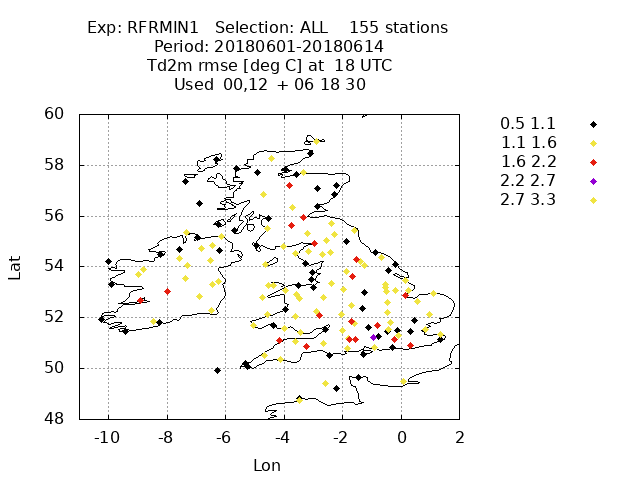 Exp: RFRMIN1 Selection: ALL 155 stations
Period: 20180601-20180614
Td2m rmse [deg C] at 18 UTC
Used 00,12 + 06 18 30
0.5 1.1
1.1 1.6
1.6 2.2
2.2 2.7
2.7 3.3
Lat
60
58
56
54
52
50
48
-10 -8 -6 -4 -2 0 2
Lon